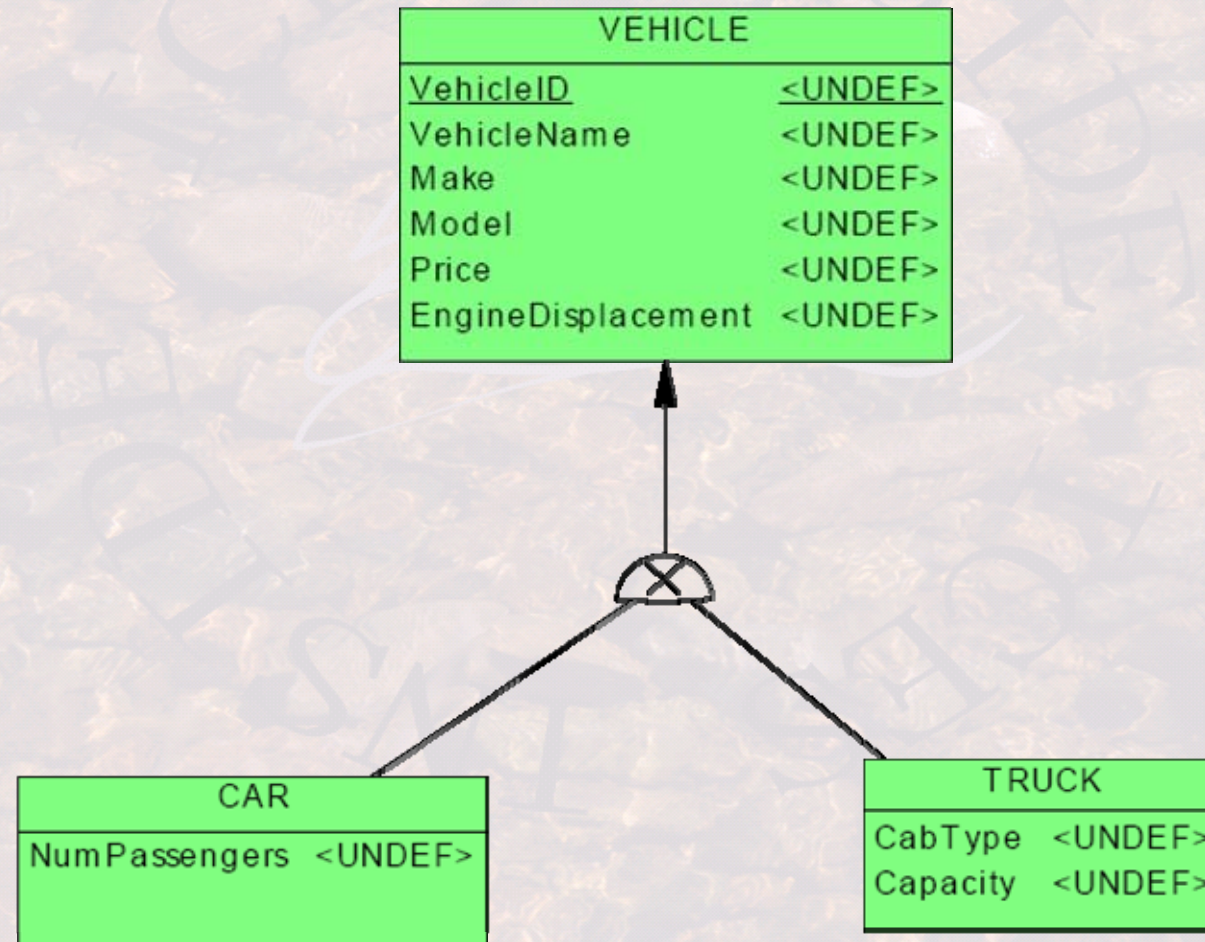 VEHICLE
VehicleID <UNDEF>
VehicleName <UNDEF>
Make <UNDEF>
Model <UNDEF>
Price <UNDEF>
EngineDisplacement <UNDEF>
CAR
NumPassengers <UNDEF>
TRUCK
CabType <UNDEF>
Capacity <UNDEF>